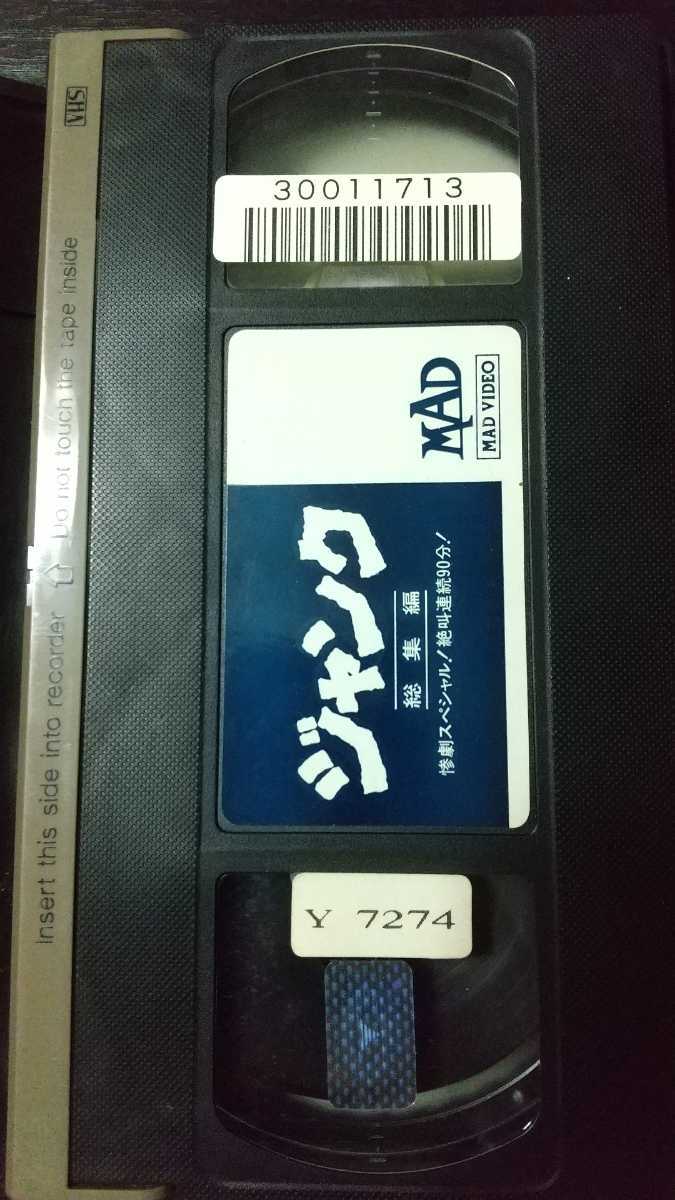 VHS
Insert this side into recorder ⇧ Do not touch the tape inside
30011713
MAD
MAD VIDEO
ジャンク
総集編
惨劇スペシャル！絶叫連続90分！
Y 7274